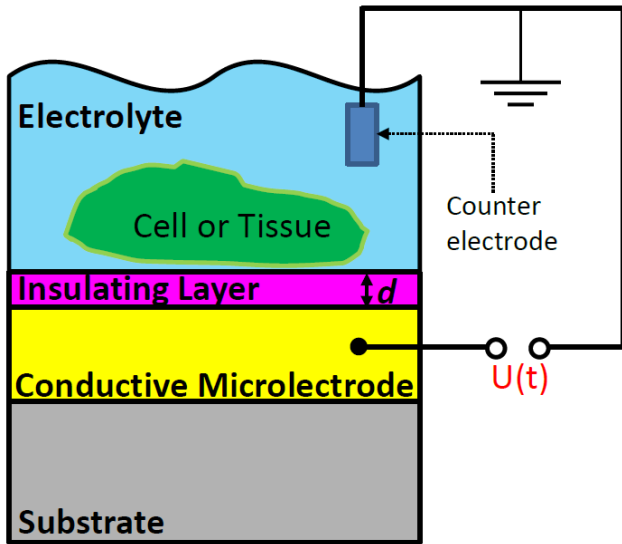 Electrolyte
Cell or Tissue
Counter
electrode
Insulating Layer
d
Conductive Microlectrode
U(t)
Substrate